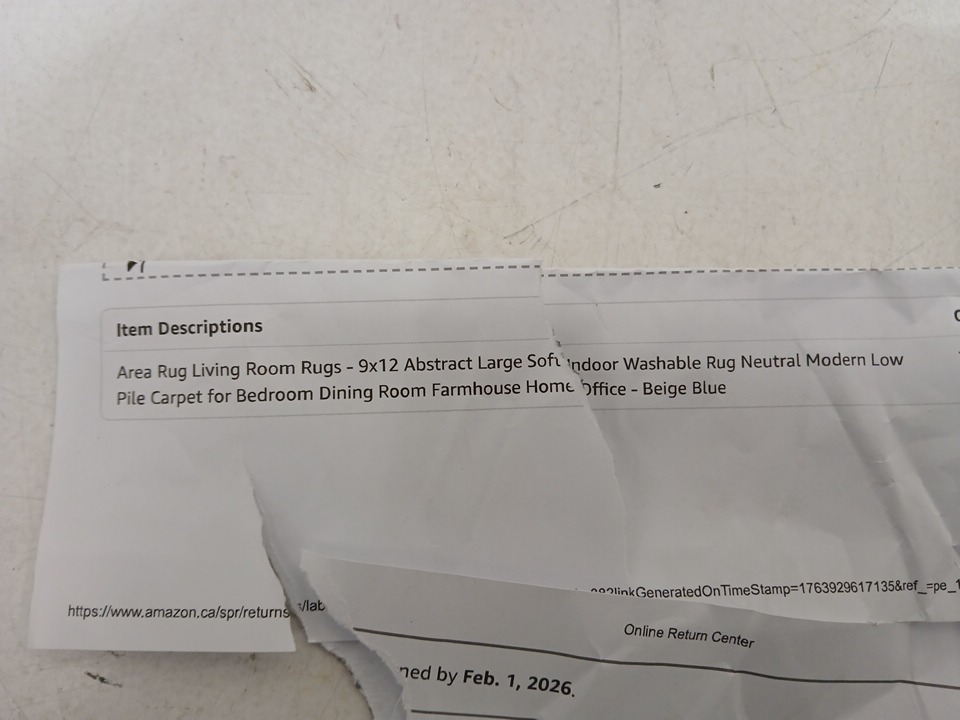 Item Descriptions
Area Rug Living Room Rugs - 9x12 Abstract Large Soft Indoor Washable Rug Neutral Modern Low
Pile Carpet for Bedroom Dining Room Farmhouse Home Office - Beige Blue
https://www.amazon.ca/spr/returns /lab linkGeneratedOnTimeStamp=1763929617135&ref_=pe_1
Online Return Center
ned by Feb. 1, 2026.